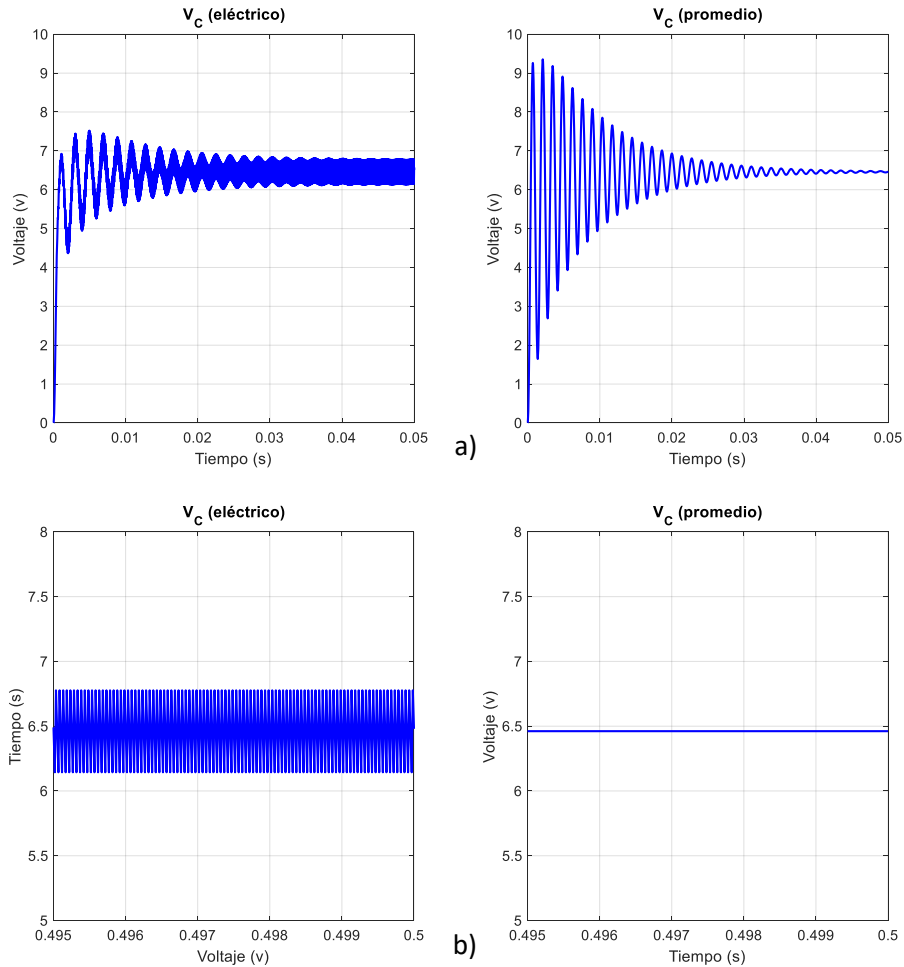 V_C (eléctrico)
10
9
8
7
6
5
4
3
2
1
0
Voltaje (v)
0 0.01 0.02 0.03 0.04 0.05
Tiempo (s)
V_C (promedio)
10
9
8
7
6
5
4
3
2
1
0
Voltaje (v)
0 0.01 0.02 0.03 0.04 0.05
Tiempo (s)
a)
V_C (eléctrico)
8
7.5
7
6.5
6
5.5
5
Tiempo (s)
0.495 0.496 0.497 0.498 0.499 0.5
Voltaje (v)
V_C (promedio)
8
7.5
7
6.5
6
5.5
5
Voltaje (v)
0.495 0.496 0.497 0.498 0.499 0.5
Tiempo (s)
b)